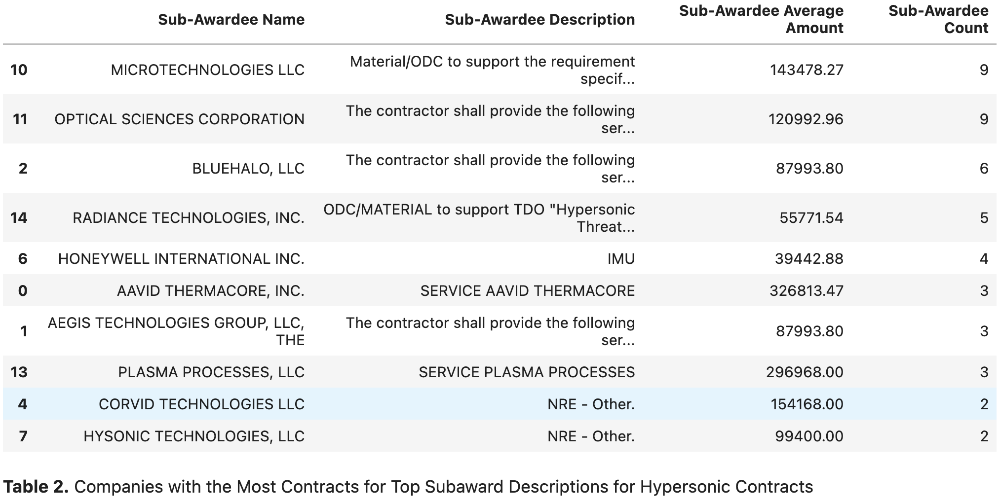 Sub-Awardee Name Sub-Awardee Description Sub-Awardee Average Amount Sub-Awardee Count
10 MICROTECHNOLOGIES LLC Material/ODC to support the requirement specif... 143478.27 9
11 OPTICAL SCIENCES CORPORATION The contractor shall provide the following ser... 120992.96 9
2 BLUEHALO, LLC The contractor shall provide the following ser... 87993.80 6
14 RADIANCE TECHNOLOGIES, INC. ODC/MATERIAL to support TDO "Hypersonic Threat... 55771.54 5
6 HONEYWELL INTERNATIONAL INC. IMU 39442.88 4
0 AAVID THERMACORE, INC. SERVICE AAVID THERMACORE 326813.47 3
1 AEGIS TECHNOLOGIES GROUP, LLC, THE The contractor shall provide the following ser... 87993.80 3
13 PLASMA PROCESSES, LLC SERVICE PLASMA PROCESSES 296968.00 3
4 CORVID TECHNOLOGIES LLC NRE - Other. 154168.00 2
7 HYSONIC TECHNOLOGIES, LLC NRE - Other. 99400.00 2
Table 2. Companies with the Most Contracts for Top Subaward Descriptions for Hypersonic Contracts